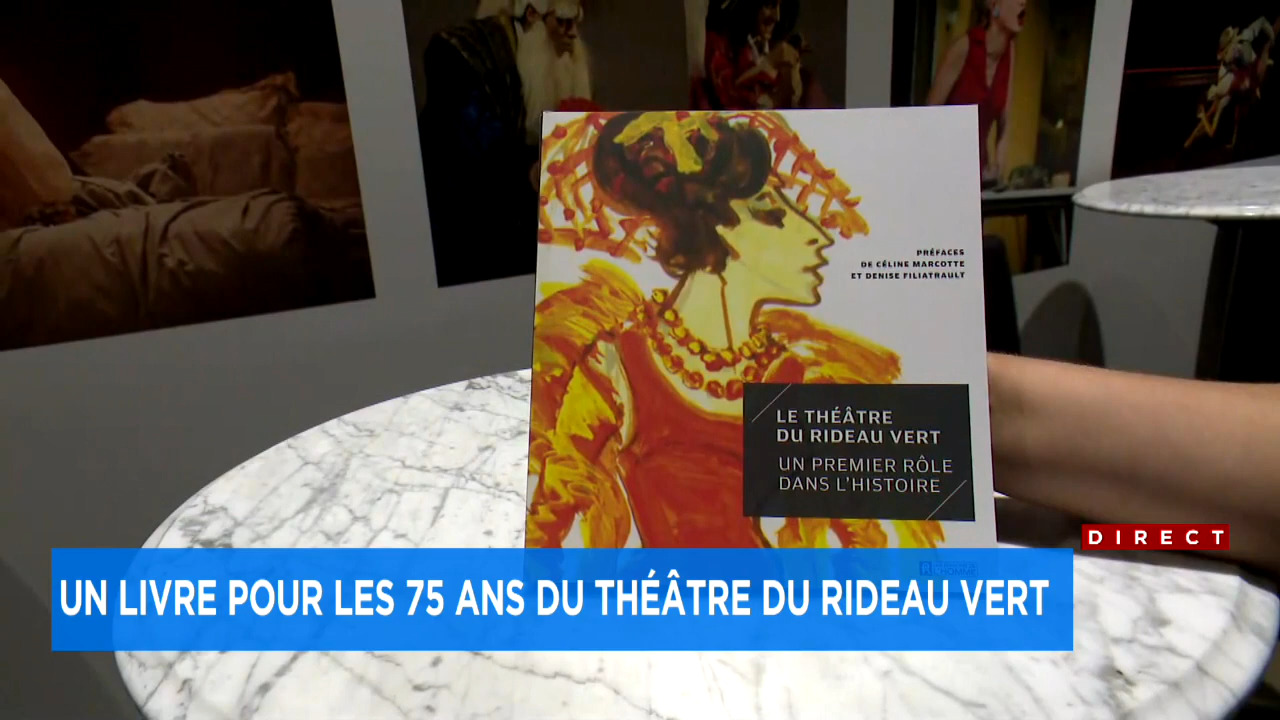 PRÉFACES
DE CÉLINE MARCOTTE
ET DENISE FILIATRAULT
LE THÉÂTRE
DU RIDEAU VERT
UN PREMIER RÔLE
DANS L'HISTOIRE
DIRECT
L'HOMME
UN LIVRE POUR LES 75 ANS DU THÉÂTRE DU RIDEAU VERT